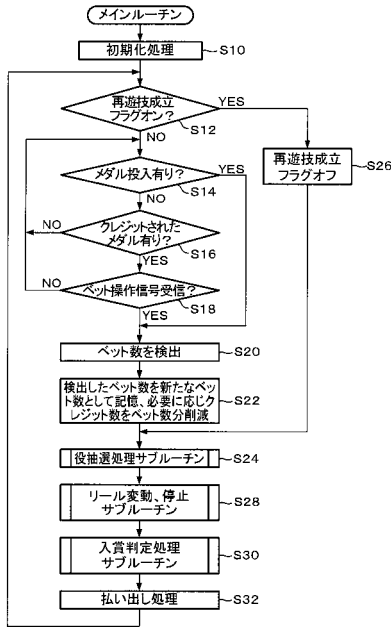 メインルーチン
初期化処理
S10
再遊技成立
フラグオン?
YES
S12
NO
メダル投入有り?
YES
S14
再遊技成立
フラグオフ
S26
NO
NO
クレジットされた
メダル有り?
S16
YES
NO
ベット操作信号受信?
S18
YES
ベット数を検出
S20
検出したベット数を新たなベッ
ト数として記憶、必要に応じク
レジット数をベット数分削減
S22
役抽選処理サブルーチン
S24
リール変動、停止
サブルーチン
S28
入賞判定処理
サブルーチン
S30
払い出し処理
S32